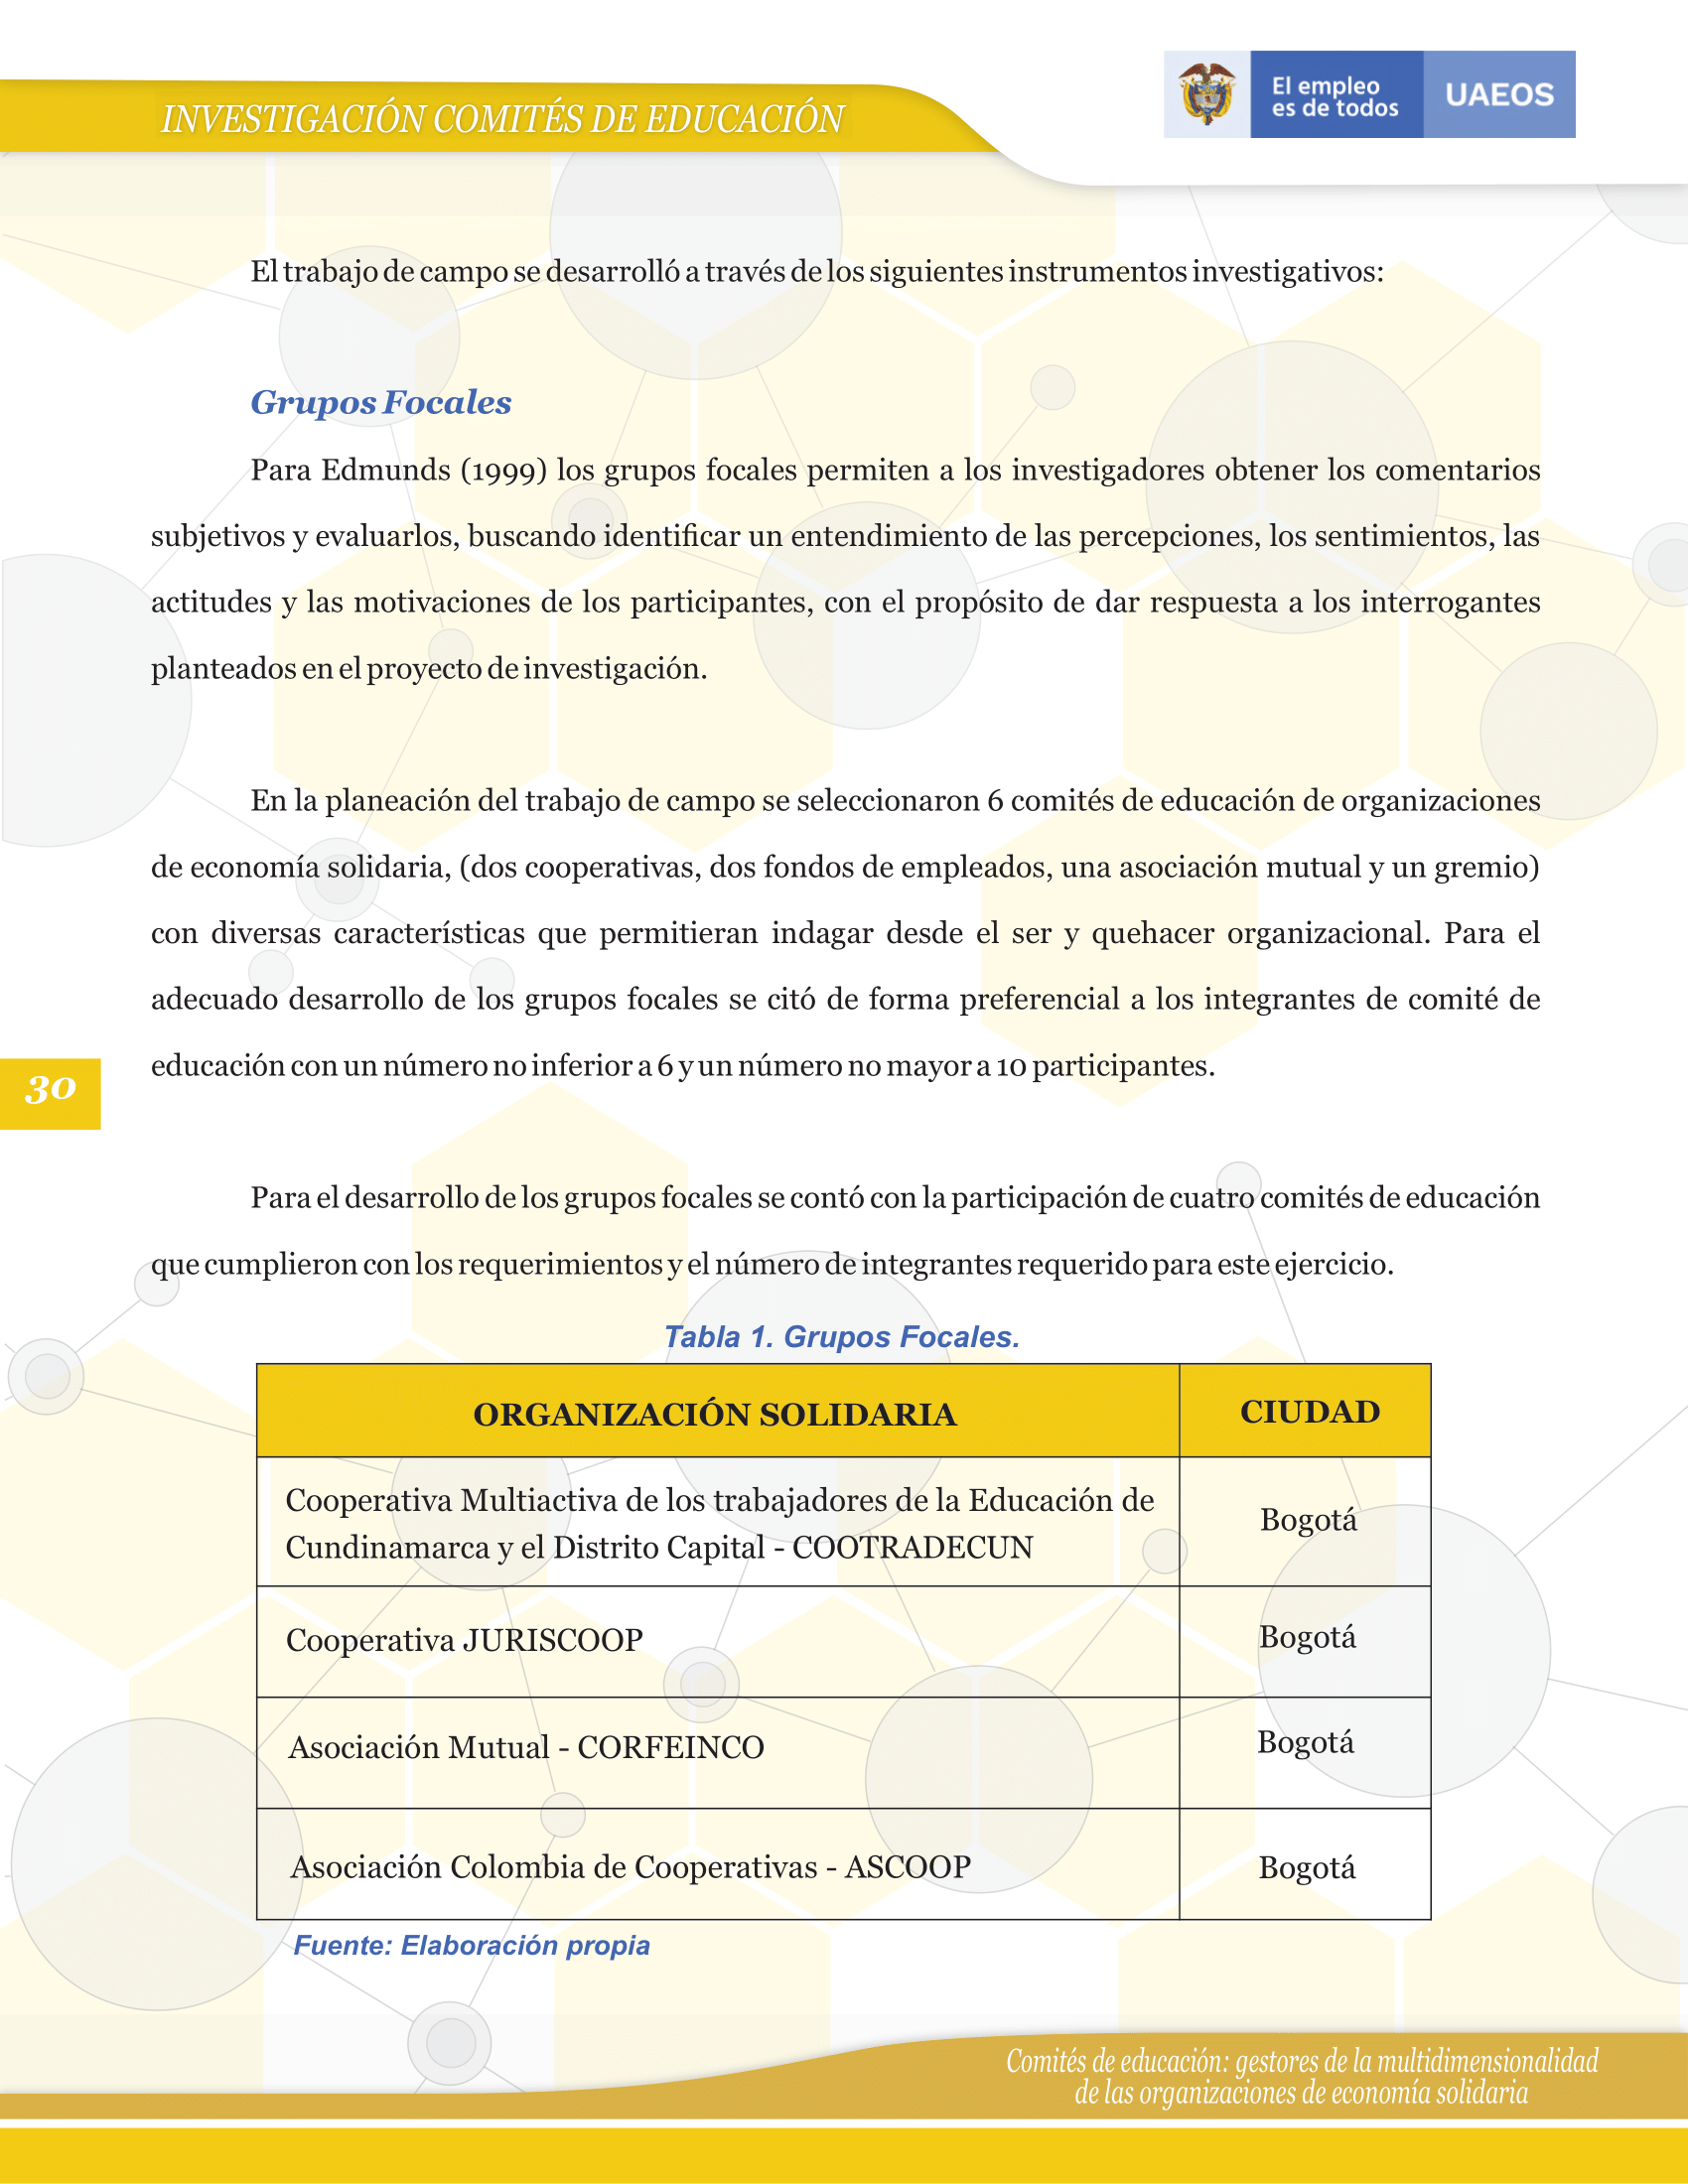 INVESTIGACIÓN COMITÉS DE EDUCACIÓN
El empleo
es de todos
UAEOS
El trabajo de campo se desarrolló a través de los siguientes instrumentos investigativos:
Grupos Focales
Para Edmunds (1999) los grupos focales permiten a los investigadores obtener los comentarios
subjetivos y evaluarlos, buscando identificar un entendimiento de las percepciones, los sentimientos, las
actitudes y las motivaciones de los participantes, con el propósito de dar respuesta a los interrogantes
planteados en el proyecto de investigación.
En la planeación del trabajo de campo se seleccionaron 6 comités de educación de organizaciones
de economía solidaria, (dos cooperativas, dos fondos de empleados, una asociación mutual y un gremio)
con diversas características que permitieran indagar desde el ser y quehacer organizacional. Para el
adecuado desarrollo de los grupos focales se citó de forma preferencial a los integrantes de comité de
educación con un número no inferior a 6 y un número no mayor a 10 participantes.
30
Para el desarrollo de los grupos focales se contó con la participación de cuatro comités de educación
que cumplieron con los requerimientos y el número de integrantes requerido para este ejercicio.
Tabla 1. Grupos Focales.
ORGANIZACIÓN SOLIDARIA CIUDAD
Cooperativa Multiactiva de los trabajadores de la Educación de
Cundinamarca y el Distrito Capital - COOTRADECUN
Bogotá
Cooperativa JURISCOOP Bogotá
Asociación Mutual - CORFEINCO Bogotá
Asociación Colombia de Cooperativas - ASCOOP Bogotá
Fuente: Elaboración propia
Comités de educación: gestores de la multidimensionalidad
de las organizaciones de economía solidaria